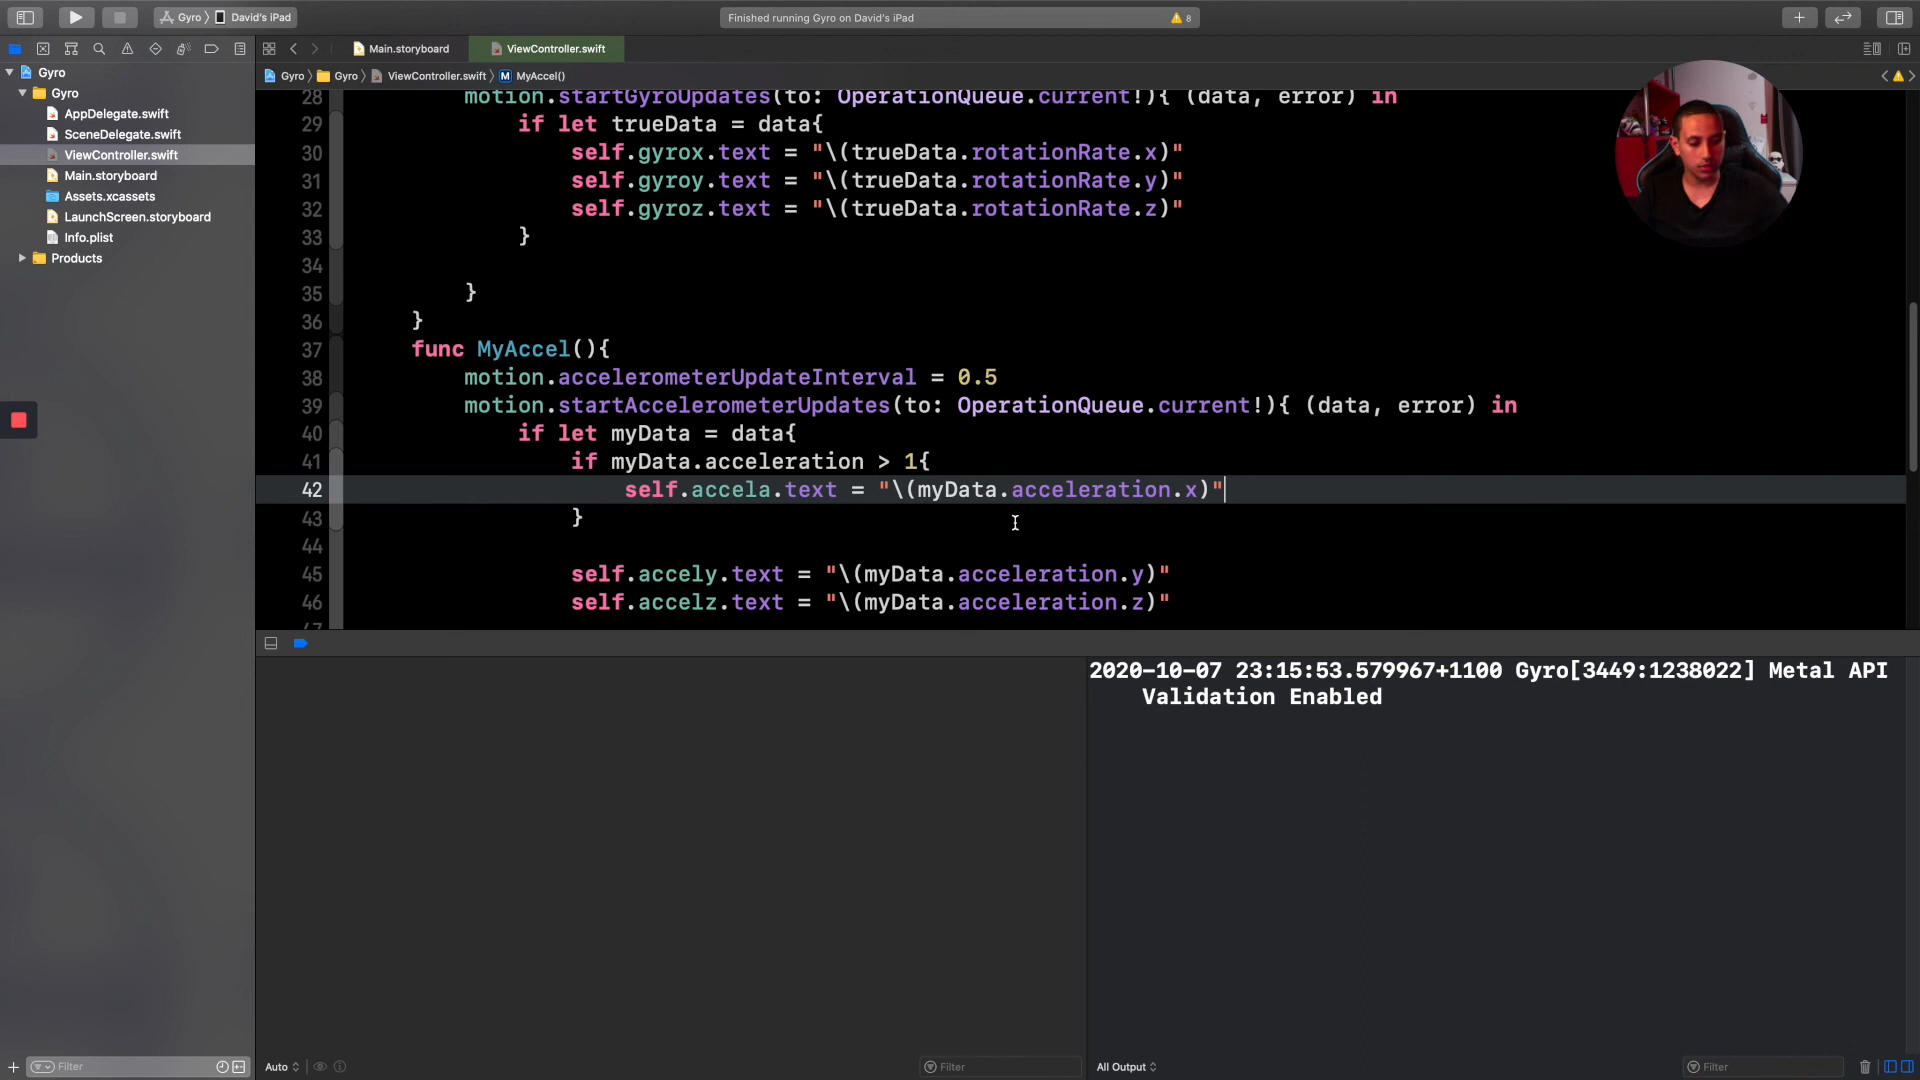 Gyro 〉 David's iPad
Finished running Gyro on David's iPad
8
Main.storyboard
ViewController.swift
Gyro 〉 Gyro 〉 ViewController.swift 〉 M MyAccel()
Gyro
Gyro
AppDelegate.swift
SceneDelegate.swift
ViewController.swift
Main.storyboard
Assets.xcassets
LaunchScreen.storyboard
Info.plist
Products
28 motion.startGyroUpdates(to: OperationQueue.current!){ (data, error) in
29 if let trueData = data{
30 self.gyrox.text = "\(trueData.rotationRate.x)"
31 self.gyroy.text = "\(trueData.rotationRate.y)"
32 self.gyroz.text = "\(trueData.rotationRate.z)"
33 }
34
35 }
36 }
37 func MyAccel(){
38 motion.accelerometerUpdateInterval = 0.5
39 motion.startAccelerometerUpdates(to: OperationQueue.current!){ (data, error) in
40 if let myData = data{
41 if myData.acceleration > 1{
42 self.accela.text = "\(myData.acceleration.x)"
43 }
44
45 self.accely.text = "\(myData.acceleration.y)"
46 self.accelz.text = "\(myData.acceleration.z)"
47
2020-10-07 23:15:53.579967+1100 Gyro[3449:1238022] Metal API
Validation Enabled
Filter
Auto
Filter
All Output
Filter